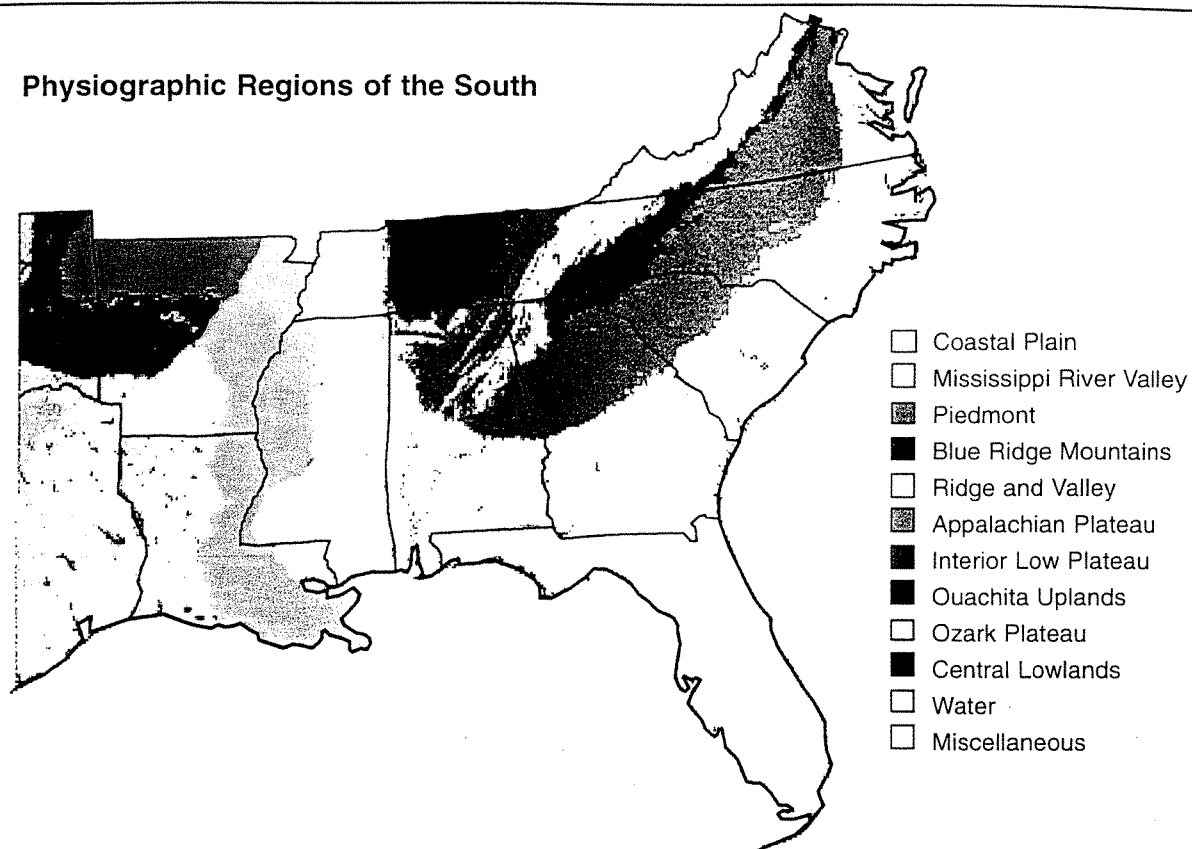 Physiographic Regions of the South
Coastal Plain
Mississippi River Valley
Piedmont
Blue Ridge Mountains
Ridge and Valley
Appalachian Plateau
Interior Low Plateau
Ouachita Uplands
Ozark Plateau
Central Lowlands
Water
Miscellaneous